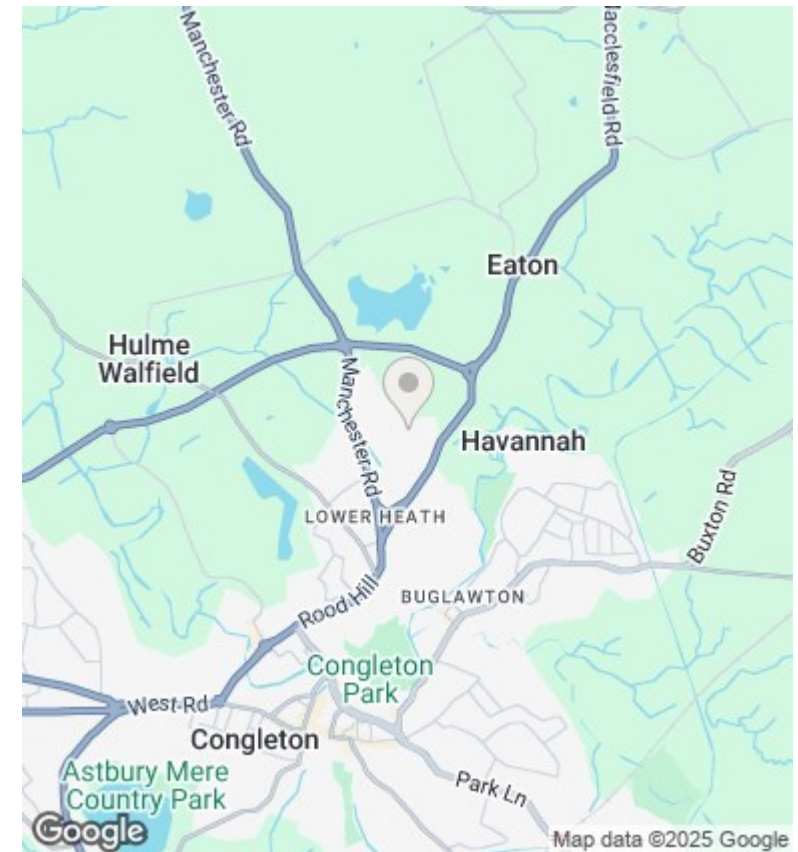 Manchester Rd
Macclesfield Rd
Eaton
Hulme
Walfield
Manchester Rd
Havannah
LOWER HEATH
Buxton Rd
Rood Hill
BUGLAWTON
Congleton
Park
West Rd
Congleton
Astbury Mere
Country Park
Park Ln
Google
Map data ©2025 Google